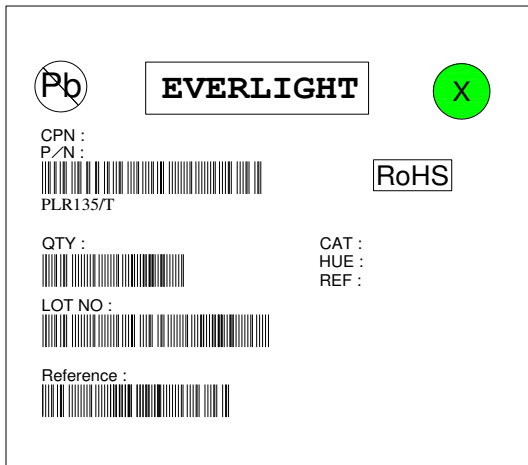 Pb
EVERLIGHT
X
CPN :
P/N :
RoHS
PLR135/T
QTY :
CAT :
HUE :
REF :
LOT NO :
Reference :